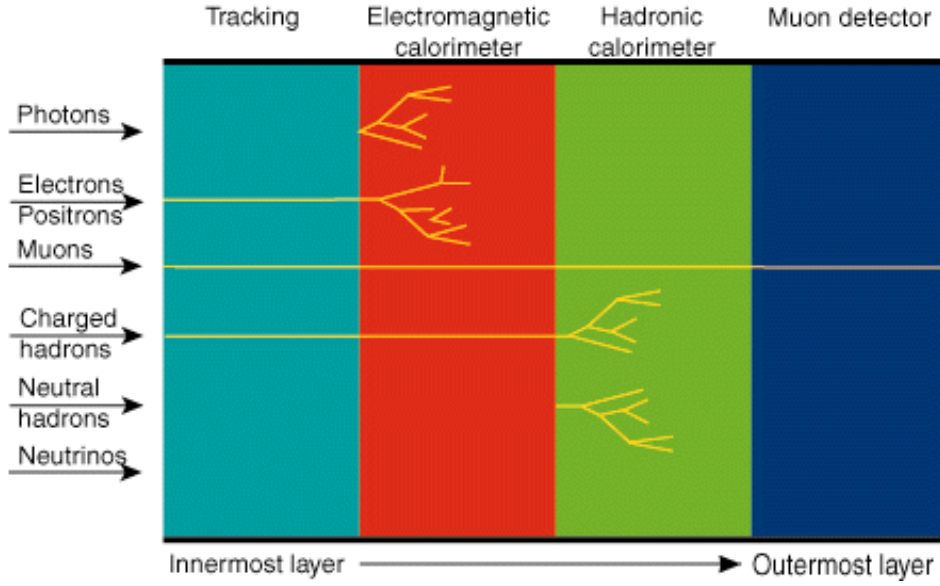 Tracking
Electromagnetic
calorimeter
Hadronic
calorimeter
Muon detector
Photons
Electrons
Positrons
Muons
Charged
hadrons
Neutral
hadrons
Neutrinos
Innermost layer
Outermost layer